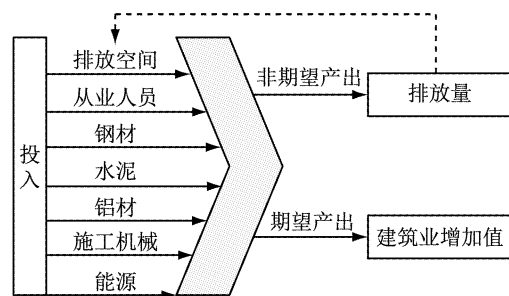 投入
排放空间
从业人员
钢材
水泥
铝材
施工机械
能源
非期望产出
排放量
期望产出
建筑业增加值